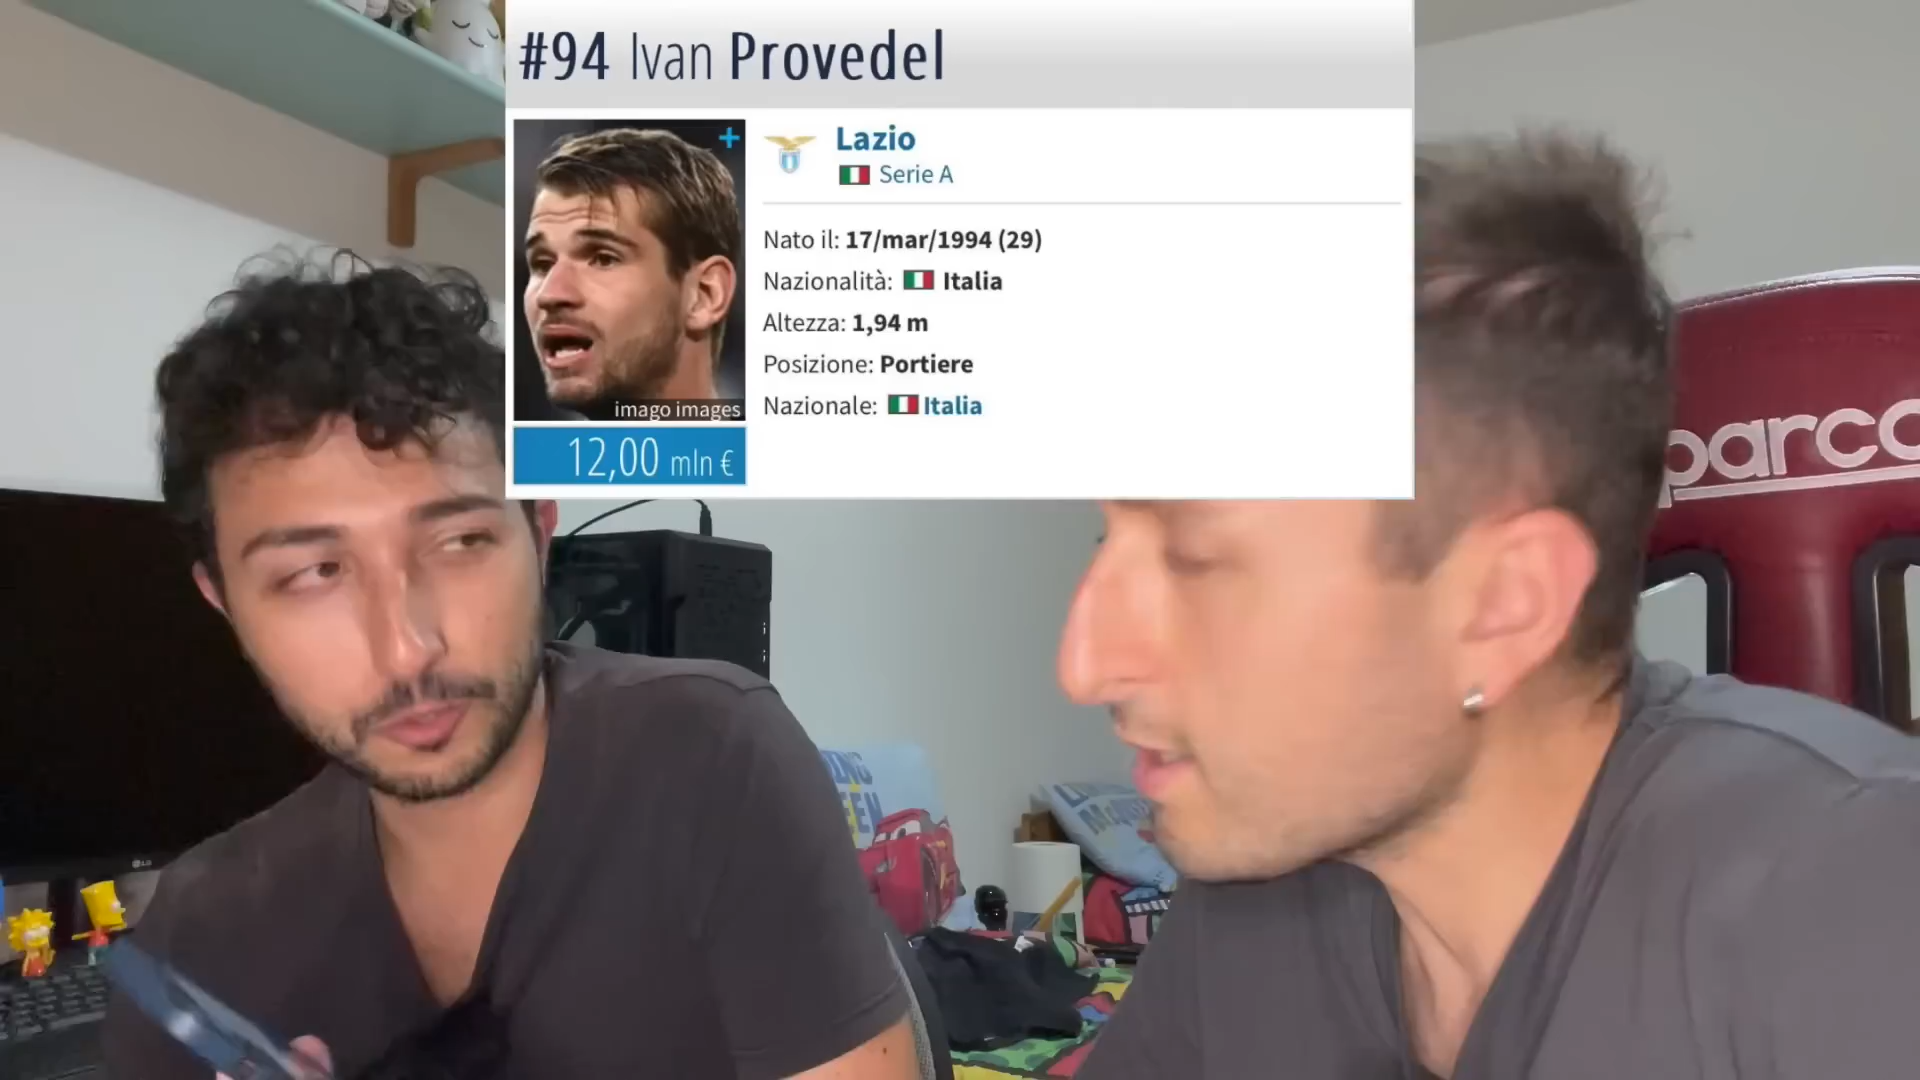 #94 Ivan Provedel
Lazio
Serie A
Nato il: 17/mar/1994 (29)
Nazionalità: Italia
Altezza: 1,94 m
Posizione: Portiere
Nazionale: Italia
imago images
12,00 mln €
parco
LG